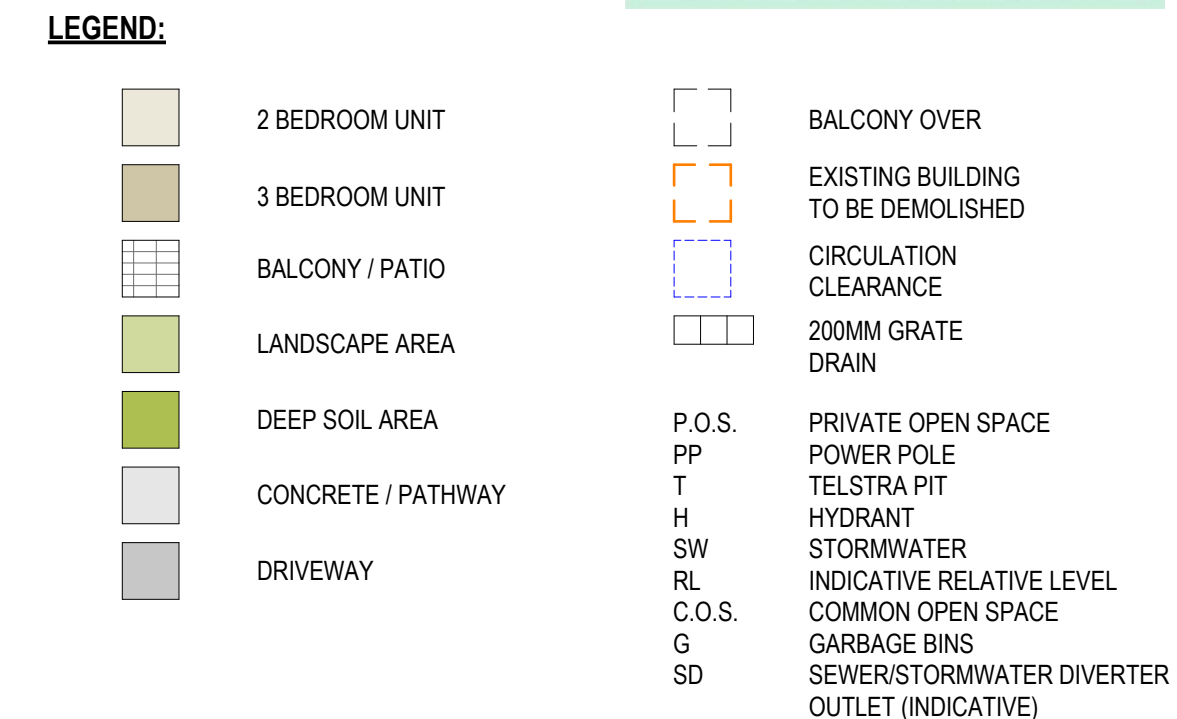 LEGEND:
2 BEDROOM UNIT
3 BEDROOM UNIT
BALCONY / PATIO
LANDSCAPE AREA
DEEP SOIL AREA
CONCRETE / PATHWAY
DRIVEWAY
BALCONY OVER
EXISTING BUILDING
TO BE DEMOLISHED
CIRCULATION
CLEARANCE
200MM GRATE
DRAIN
P.O.S. PRIVATE OPEN SPACE
PP POWER POLE
T TELSTRA PIT
H HYDRANT
SW STORMWATER
RL INDICATIVE RELATIVE LEVEL
C.O.S. COMMON OPEN SPACE
G GARBAGE BINS
SD SEWER/STORMWATER DIVERTER
OUTLET (INDICATIVE)